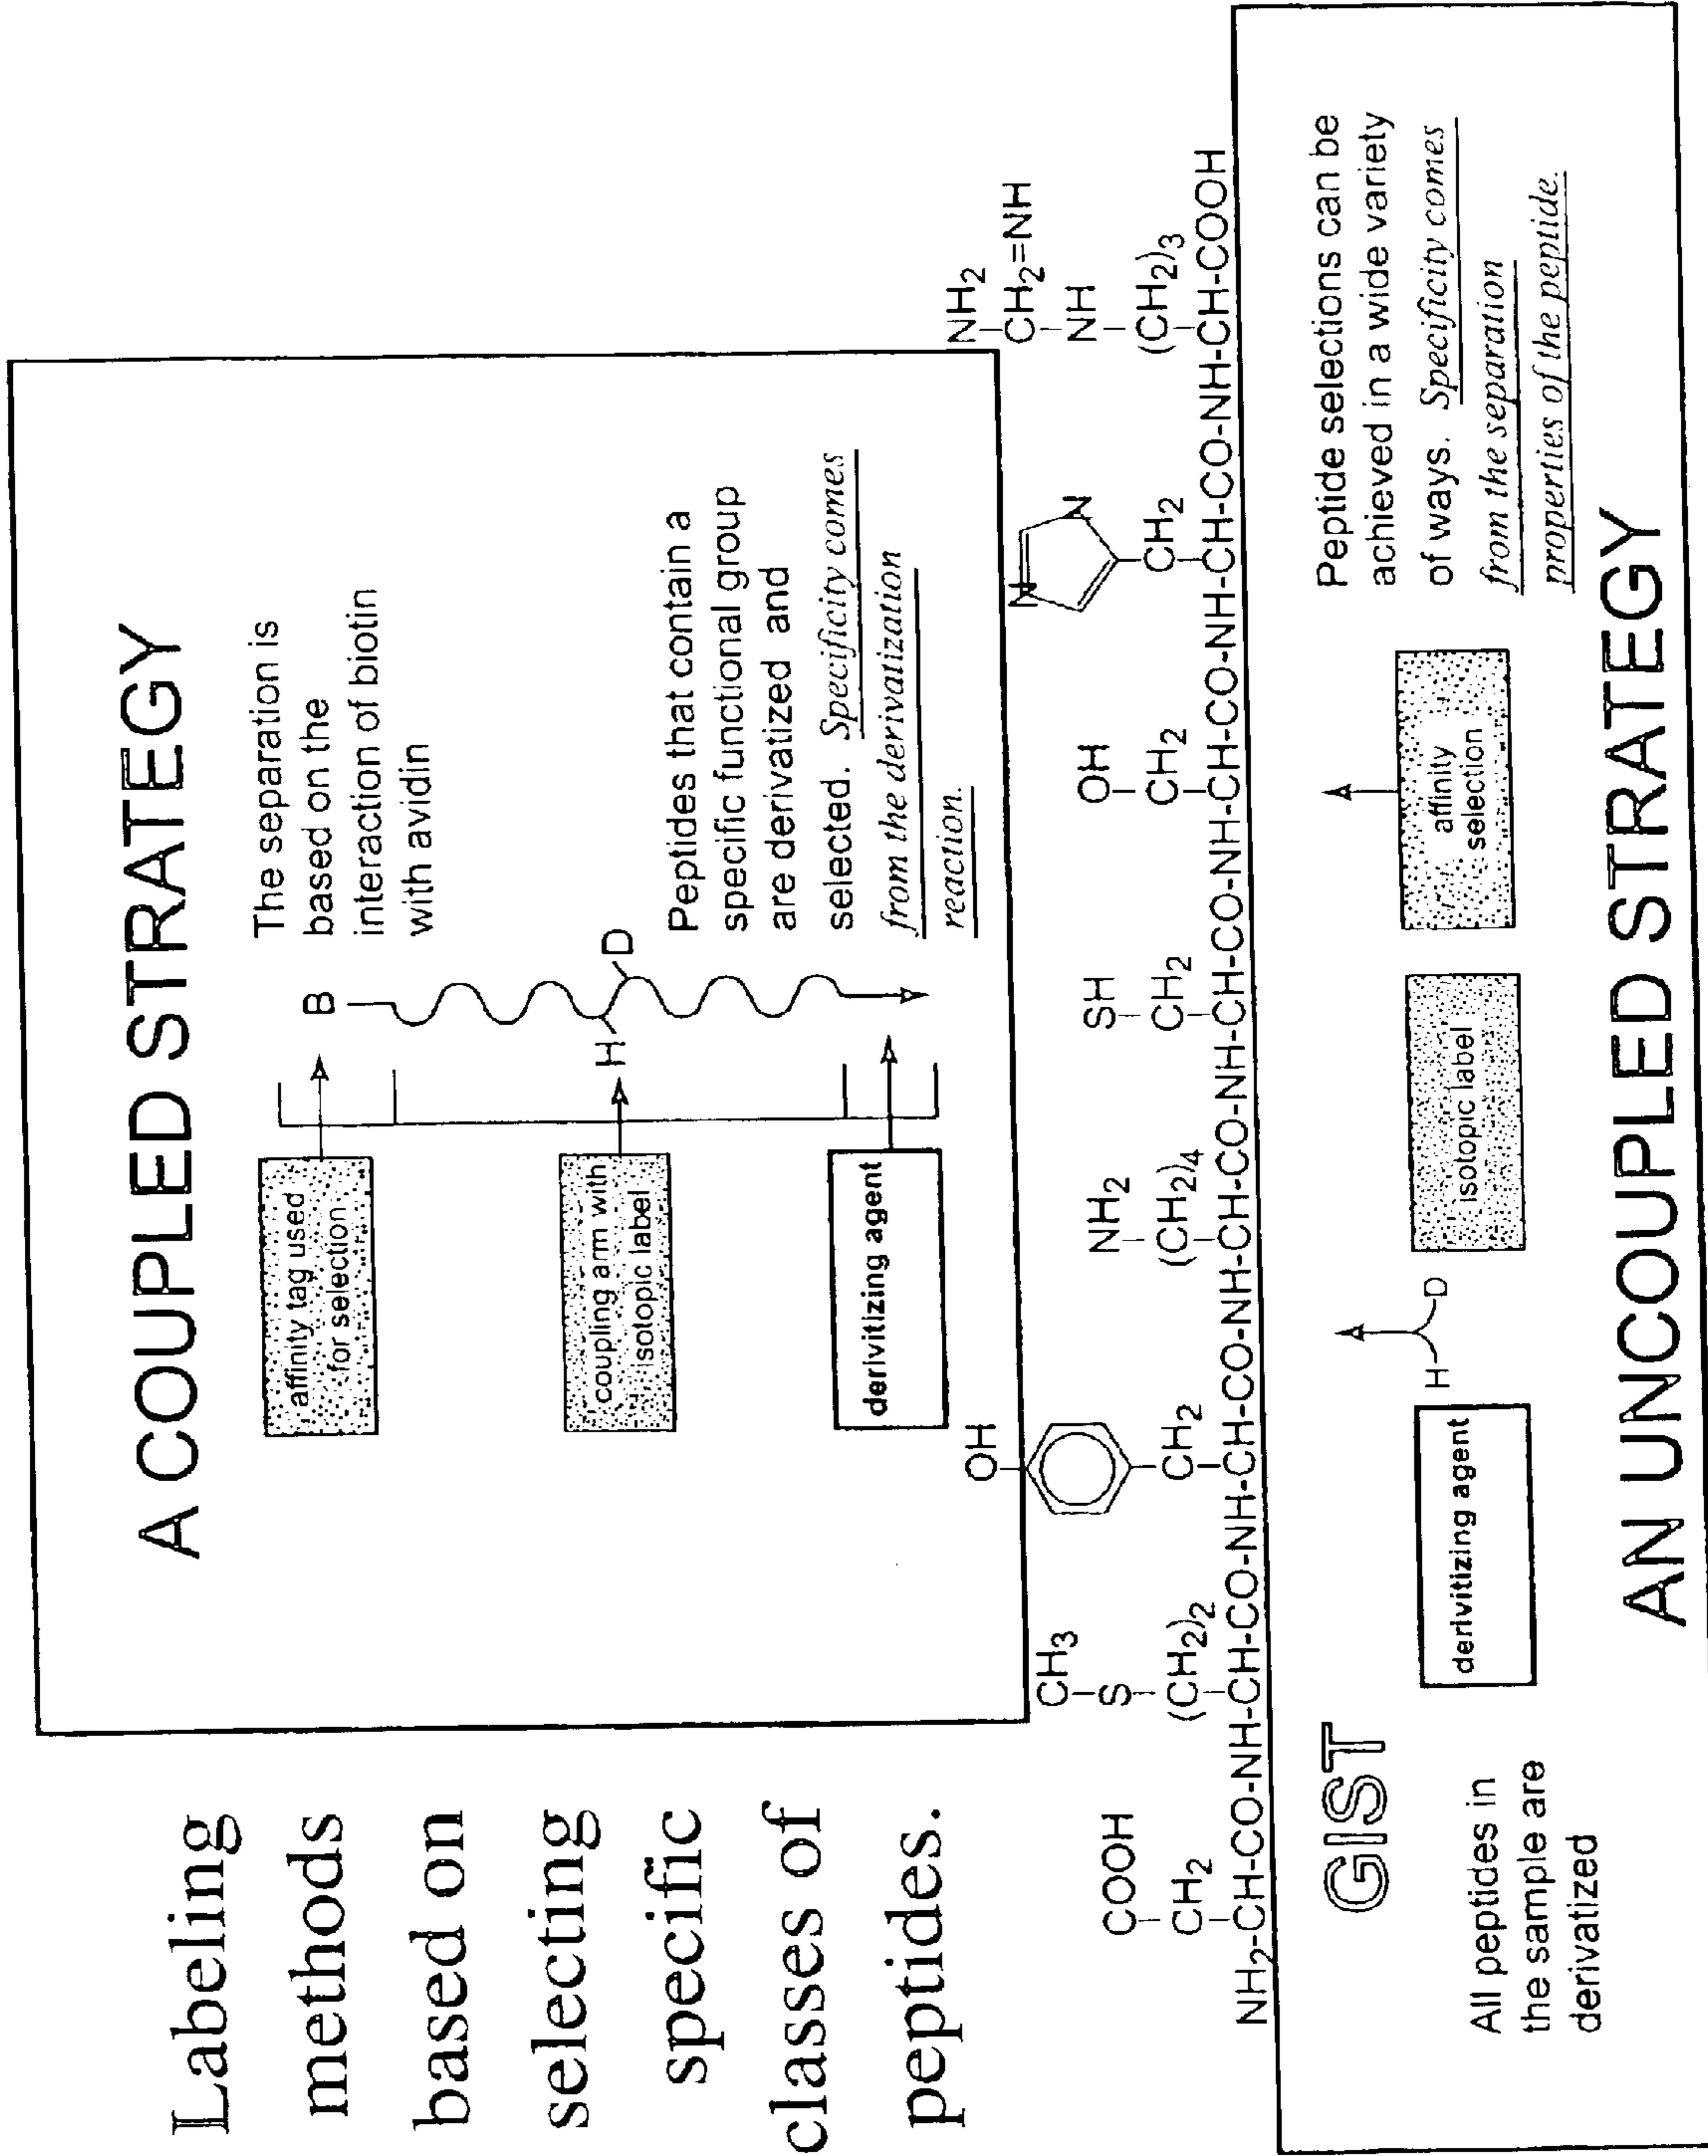 Labeling
methods
based on
selecting
specific
classes of
peptides.
A COUPLED STRATEGY
affinity tag used
for selection
B
The separation is
based on the
interaction of biotin
with avidin
coupling arm with
isotopic label
H
D
derivitizing agent
Peptides that contain a
specific functional group
are derivatized and
selected. Specificity comes
from the derivatization
reaction.
COOH
CH2
CH3
S
(CH2)2
OH
CH2
NH2
(CH2)4
SH
CH2
OH
CH2
N
N
CH2
NH2
CH2=NH
NH
(CH2)3
NH2-CH-CO-NH-CH-CO-NH-CH-CO-NH-CH-CO-NH-CH-CO-NH-CH-CO-NH-CH-CO-NH-CH-COOH
GIST
All peptides in
the sample are
derivatized
derivitizing agent
H
D
isotopic label
affinity
selection
Peptide selections can be
achieved in a wide variety
of ways. Specificity comes
from the separation
properties of the peptide.
AN UNCOUPLED STRATEGY